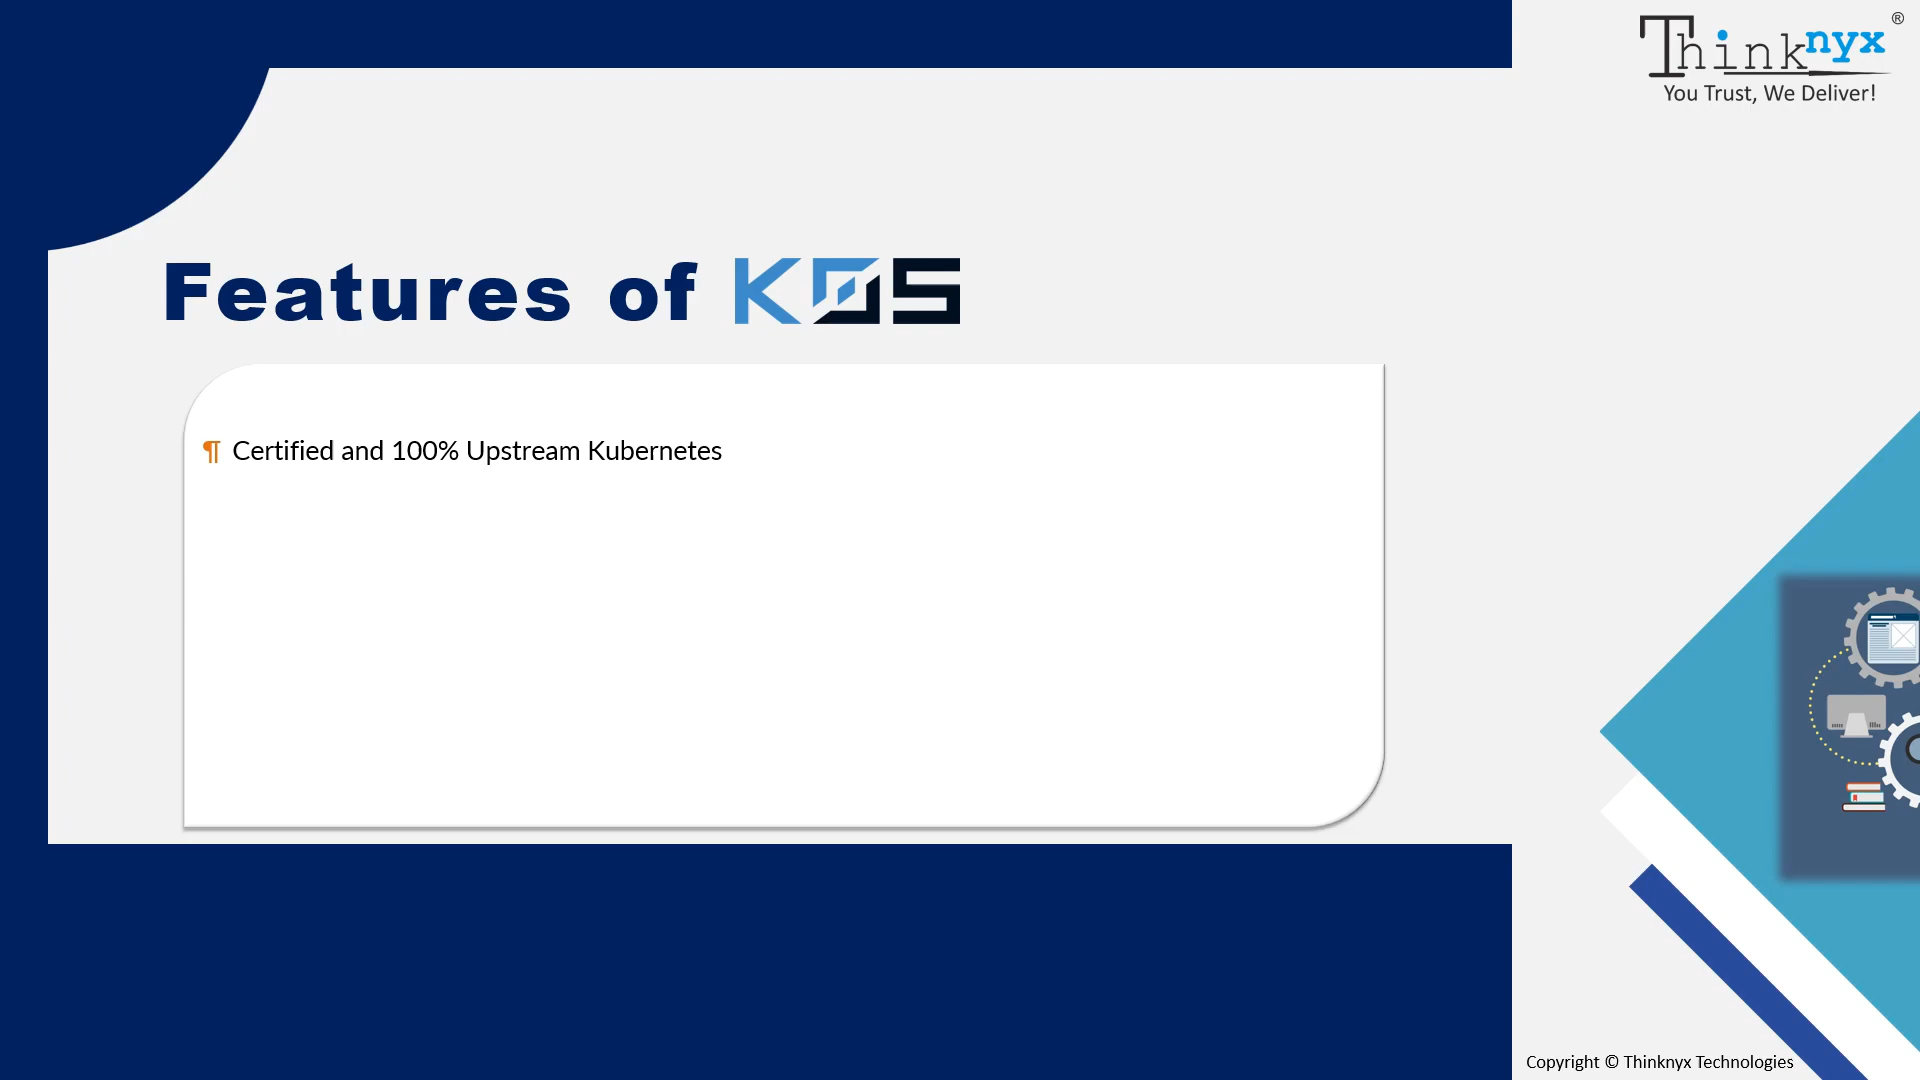 Thinknyx®
You Trust, We Deliver!
Features of K0S
¶ Certified and 100% Upstream Kubernetes
Copyright © Thinknyx Technologies